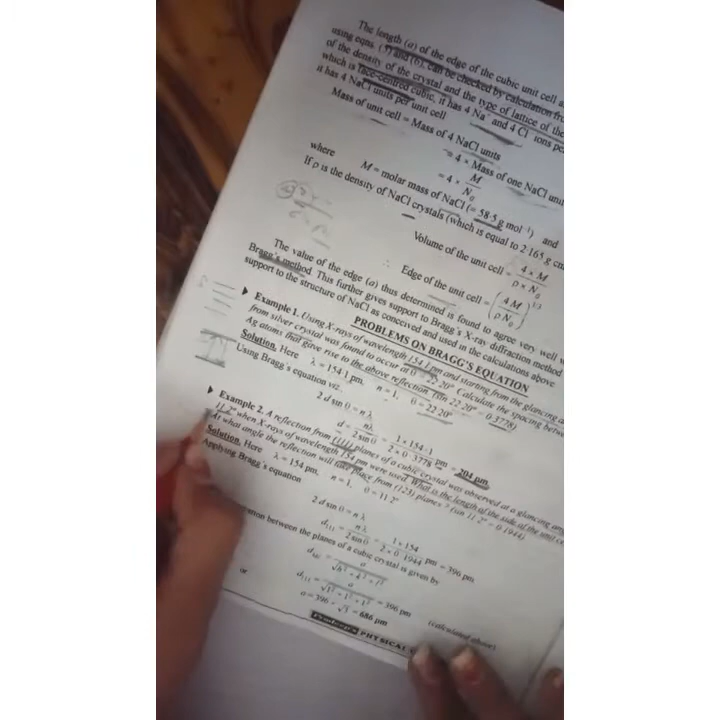 The length (a) of the edge of the cubic unit cell
using eqns. (5) and (6), can be checked by calculation
of the density of the crystal and the type of lattice of the
which is face-centred cubic, it has 4 Na+ and 4 Cl- ions
it has 4 NaCl units per unit cell
Mass of unit cell = Mass of 4 NaCl units
= 4 × Mass of one NaCl
= 4 × M/N0
where M = molar mass of NaCl (= 58·5 g mol-1) and
If ρ is the density of NaCl crystals (which is equal to 2·165 g
Volume of the unit cell = 4 × M / ρ × N0
∴ Edge of the unit cell = (4 M / ρ N0)^1/3
The value of the edge (a) thus determined is found to agree very well
Bragg's method. This further gives support to Bragg's X-ray diffraction method
support to the structure of NaCl as conceived and used in the calculations above
PROBLEMS ON BRAGG'S EQUATION
Example 1. Using X-rays of wavelength 154·1 pm and starting from the glancing
from silver crystal was found to occur at θ = 22·20° Calculate the spacing
Ag atoms that gave rise to the above reflection. (sin 22·20° = 0·3778)
Solution. Here λ = 154·1 pm, n = 1, θ = 22·20°
Using Bragg's equation viz.
2 d sin θ = n λ
d = nλ / 2 sin θ = 1 × 154·1 / 2 × 0·3778 pm = 204 pm
Example 2. A reflection from (111) planes of a cubic crystal was observed at a glancing
11·2° when X-rays of wavelength 154 pm were used. What is the length of the side of the unit
At what angle the reflection will take place from (123) planes ? (sin 11·2° = 0·1944)
Solution. Here λ = 154 pm, n = 1, θ = 11·2°
Applying Bragg's equation
2 d sin θ = n λ
d111 = n λ / 2 sin θ = 1 × 154 / 2 × 0·1944 pm = 396 pm
between the planes of a cubic crystal is given by
dhkl = a / √h² + k² + l²
d111 = a / √1² + 1² + 1² = 396 pm (calculated above)
or a = 396 × √3 = 686 pm
Pradeep's PHYSICAL